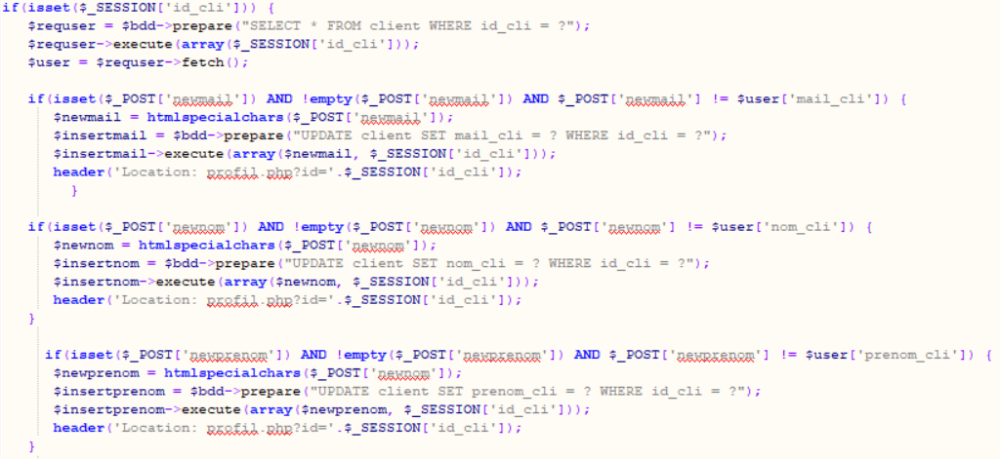 if(isset($_SESSION['id_cli'])) {
$requser = $bdd->prepare("SELECT * FROM client WHERE id_cli = ?");
$requser->execute(array($_SESSION['id_cli']));
$user = $requser->fetch();
if(isset($_POST['newmail']) AND !empty($_POST['newmail']) AND $_POST['newmail'] != $user['mail_cli']) {
$newmail = htmlspecialchars($_POST['newmail']);
$insertmail = $bdd->prepare("UPDATE client SET mail_cli = ? WHERE id_cli = ?");
$insertmail->execute(array($newmail, $_SESSION['id_cli']));
header('Location: profil.php?id='.$_SESSION['id_cli']);
}
if(isset($_POST['newnom']) AND !empty($_POST['newnom']) AND $_POST['newnom'] != $user['nom_cli']) {
$newnom = htmlspecialchars($_POST['newnom']);
$insertnom = $bdd->prepare("UPDATE client SET nom_cli = ? WHERE id_cli = ?");
$insertnom->execute(array($newnom, $_SESSION['id_cli']));
header('Location: profil.php?id='.$_SESSION['id_cli']);
}
if(isset($_POST['newprenom']) AND !empty($_POST['newprenom']) AND $_POST['newprenom'] != $user['prenom_cli']) {
$newprenom = htmlspecialchars($_POST['newnom']);
$insertprenom = $bdd->prepare("UPDATE client SET prenom_cli = ? WHERE id_cli = ?");
$insertprenom->execute(array($newprenom, $_SESSION['id_cli']));
header('Location: profil.php?id='.$_SESSION['id_cli']);
}